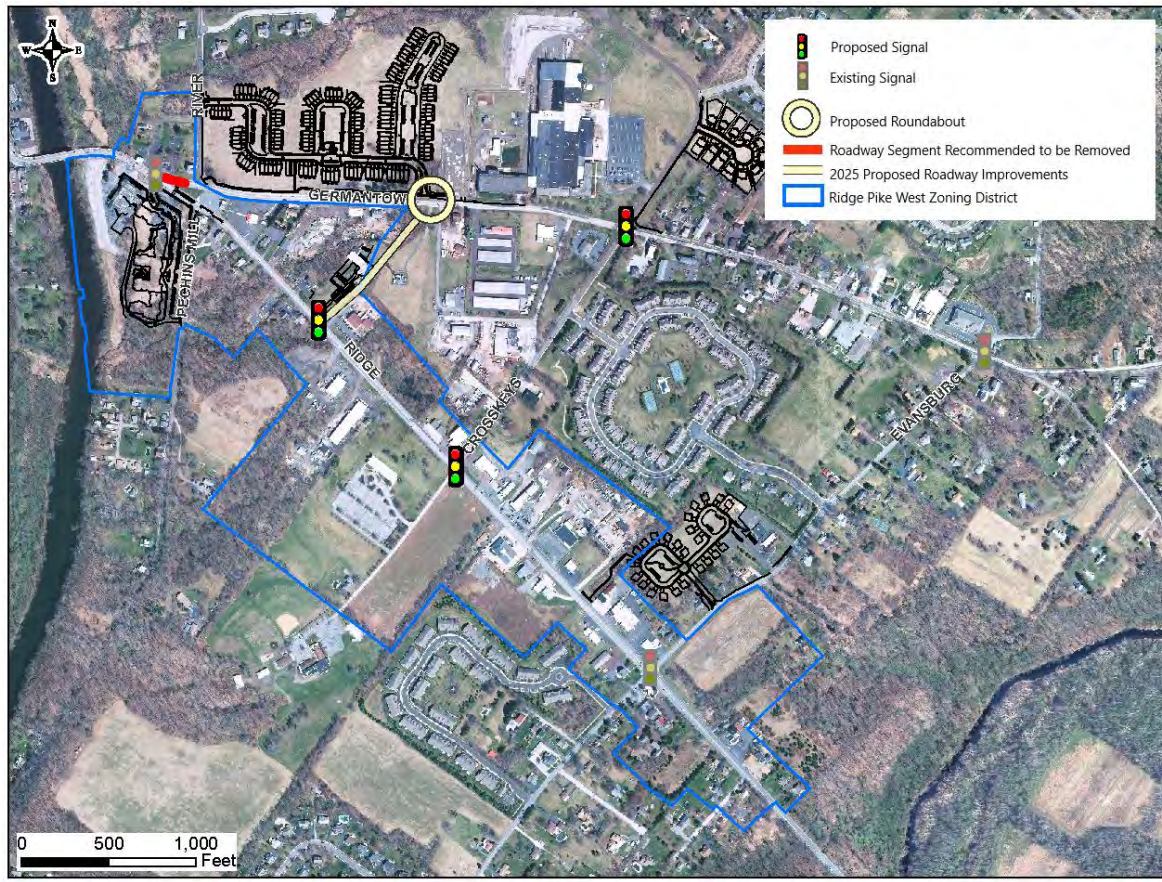 N
W E
S
Proposed Signal
Existing Signal
Proposed Roundabout
Roadway Segment Recommended to be Removed
2025 Proposed Roadway Improvements
Ridge Pike West Zoning District
RIVER
GERMANTOW
PECHINS MILL
RIDGE
CROSSKEYS
EVANSBURG
0 500 1,000
Feet